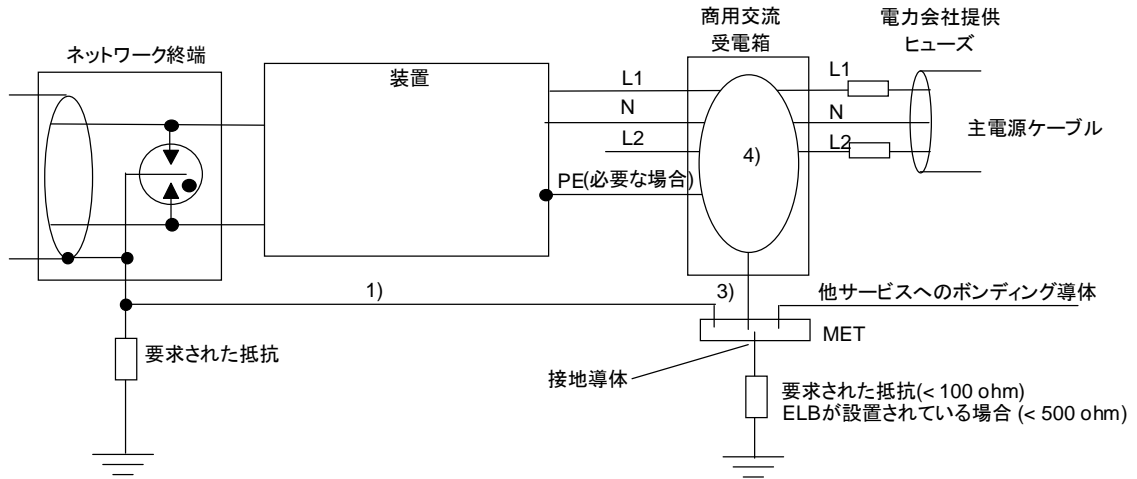 商用交流
受電箱
電力会社提供
ヒューズ
ネットワーク終端
装置
L1
L1
N
N
L2
L2
4)
主電源ケーブル
PE(必要な場合)
1)
3)
他サービスへのボンディング導体
MET
要求された抵抗
接地導体
要求された抵抗(< 100 ohm)
ELBが設置されている場合 (< 500 ohm)